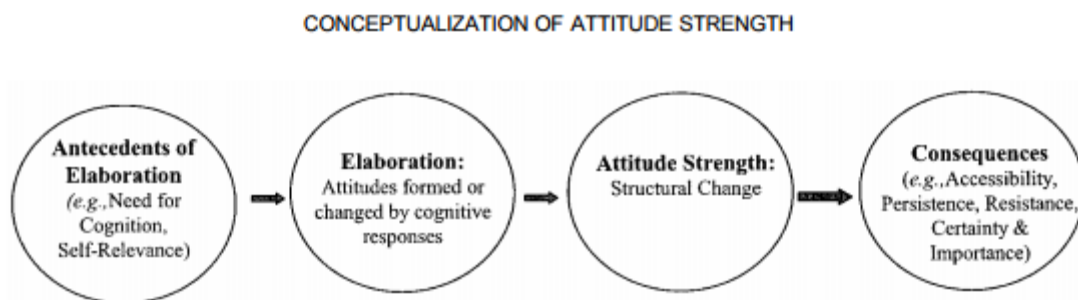 CONCEPTUALIZATION OF ATTITUDE STRENGTH
Antecedents of
Elaboration
(e.g.,Need for
Cognition,
Self-Relevance)
Elaboration:
Attitudes formed or
changed by cognitive
responses
Attitude Strength:
Structural Change
Consequences
(e.g.,Accessibility,
Persistence, Resistance,
Certainty &
Importance)